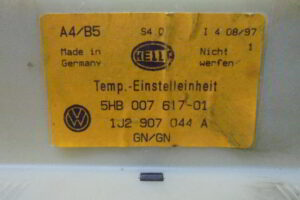 A4/B5 S4 0 I 4 08/97
Made in HELLA Nicht 1
Germany werfen
Temp.-Einstelleinheit
5HB 007 617-01
1J2 907 044 A
GN/GN